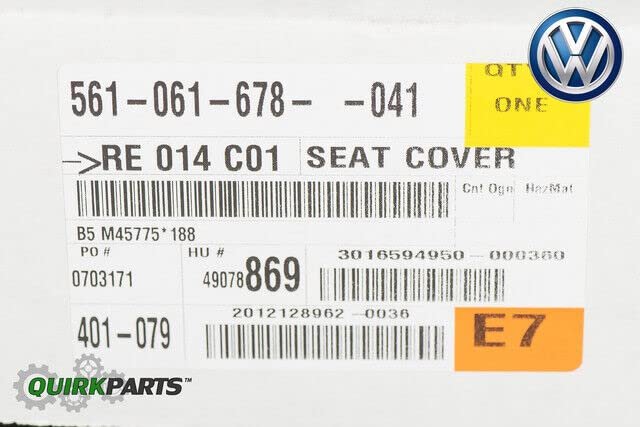 561-061-678- -041
QTY
ONE
->RE 014 C01 SEAT COVER
Cnt Ogn HazMat
B5 M45775*188
PO # HU # 3016594950-000360
0703171 49078869
401-079 2012128962-0036 E7
QUIRKPARTS